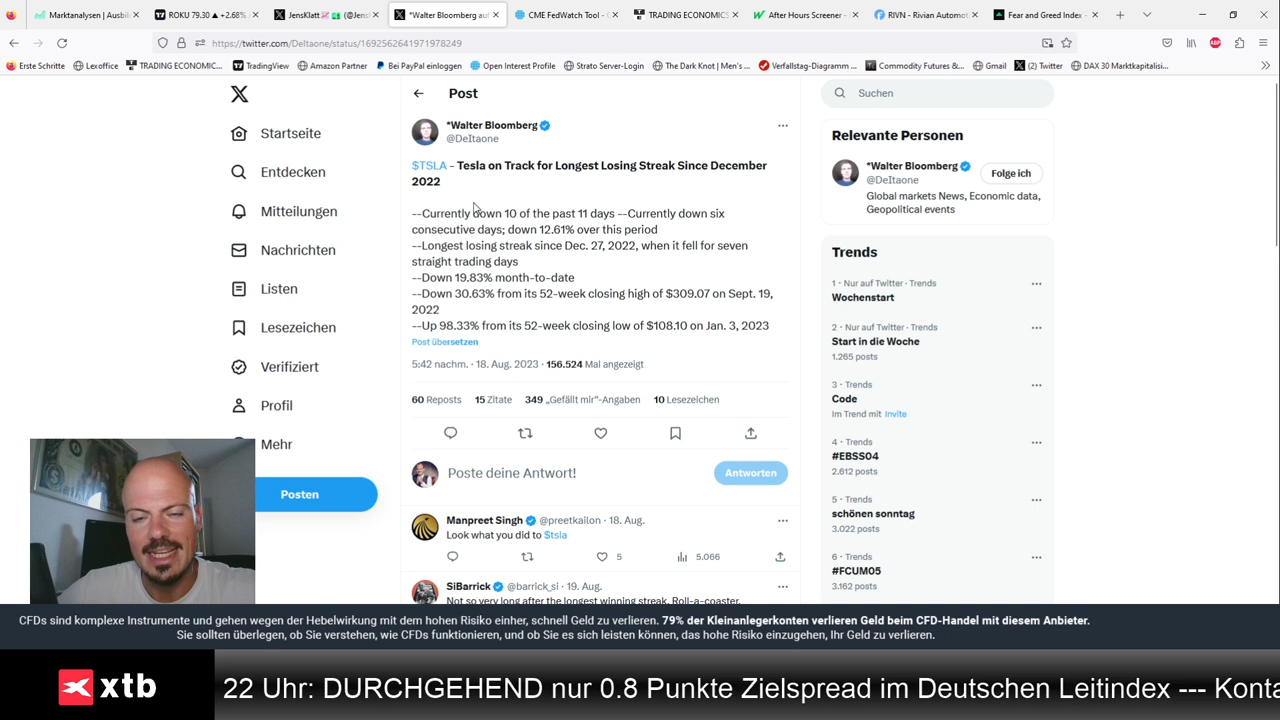 Marktanalysen | Ausbil
ROKU 79.30 ▲ +2.68%
JensKlatt (@Jenst
*Walter Bloomberg auf
CME FedWatch Tool - C
TRADING ECONOMICS
After Hours Screener -
RIVN - Rivian Automoti
Fear and Greed Index -
https://twitter.com/DeItaone/status/1692562641971978249
Erste Schritte
Lexoffice
TRADING ECONOMIC...
TradingView
Amazon Partner
Bei PayPal einloggen
Open Interest Profile
Strato Server-Login
The Dark Knot | Men's ...
Verfallstag-Diagramm ...
Commodity Futures &...
Gmail
(2) Twitter
DAX 30 Marktkapitalisi...
Startseite
Entdecken
Mitteilungen
Nachrichten
Listen
Lesezeichen
Verifiziert
Profil
Mehr
Posten
Post
*Walter Bloomberg
@DeItaone
$TSLA - Tesla on Track for Longest Losing Streak Since December
2022
--Currently down 10 of the past 11 days --Currently down six
consecutive days; down 12.61% over this period
--Longest losing streak since Dec. 27, 2022, when it fell for seven
straight trading days
--Down 19.83% month-to-date
--Down 30.63% from its 52-week closing high of $309.07 on Sept. 19,
2022
--Up 98.33% from its 52-week closing low of $108.10 on Jan. 3, 2023
Post übersetzen
5:42 nachm. · 18. Aug. 2023 · 156.524 Mal angezeigt
60 Reposts 15 Zitate 349 „Gefällt mir“-Angaben 10 Lesezeichen
Poste deine Antwort!
Antworten
Manpreet Singh @preetkailon · 18. Aug.
Look what you did to $tsla
5
5.066
SiBarrick @barrick_si · 19. Aug.
Not so very long after the longest winning streak. Roll-a-coaster.
Suchen
Relevante Personen
*Walter Bloomberg
@DeItaone
Folge ich
Global markets News, Economic data,
Geopolitical events
Trends
1 · Nur auf Twitter · Trends
Wochenstart
2 · Nur auf Twitter · Trends
Start in die Woche
1.265 posts
3 · Trends
Code
Im Trend mit Invite
4 · Trends
#EBSS04
2.612 posts
5 · Trends
schönen sonntag
3.022 posts
6 · Trends
#FCUM05
3.162 posts
CFDs sind komplexe Instrumente und gehen wegen der Hebelwirkung mit dem hohen Risiko einher, schnell Geld zu verlieren. 79% der Kleinanlegerkonten verlieren Geld beim CFD-Handel mit diesem Anbieter.
Sie sollten überlegen, ob Sie verstehen, wie CFDs funktionieren, und ob Sie es sich leisten können, das hohe Risiko einzugehen, Ihr Geld zu verlieren.
xtb
22 Uhr: DURCHGEHEND nur 0.8 Punkte Zielspread im Deutschen Leitindex --- Konta